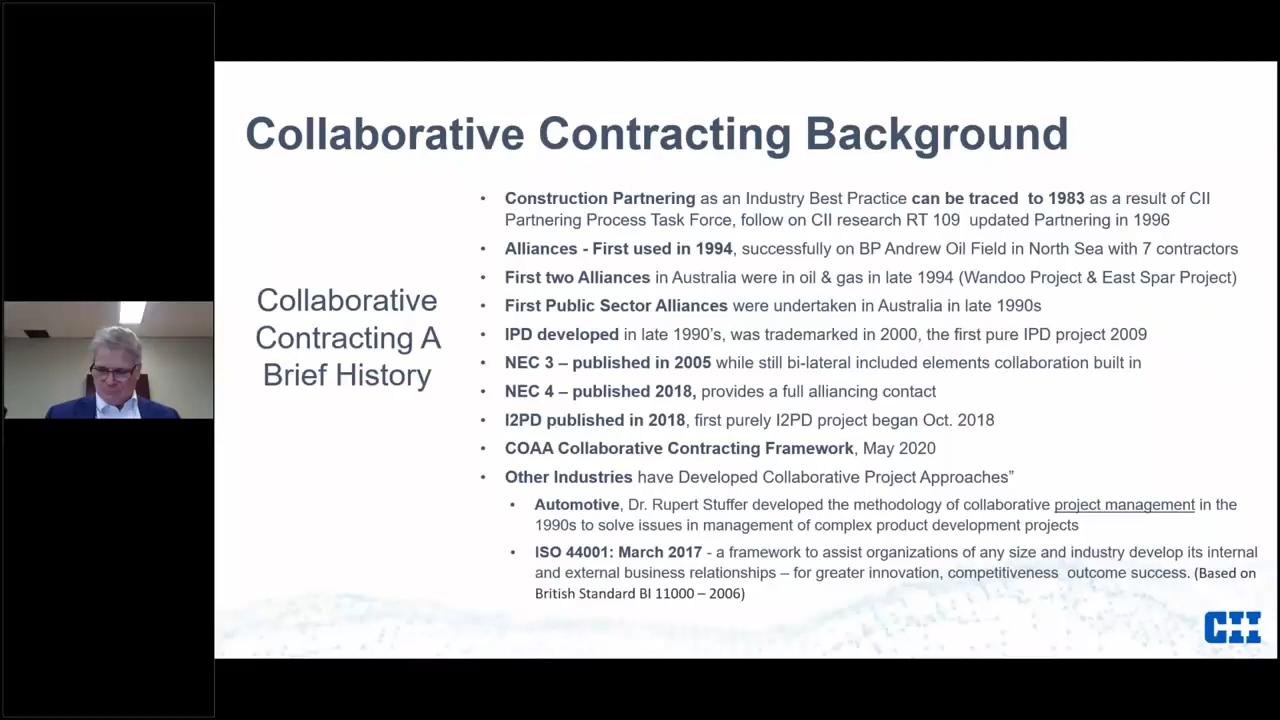 Collaborative Contracting Background
Collaborative
Contracting A
Brief History
• Construction Partnering as an Industry Best Practice can be traced to 1983 as a result of CII
Partnering Process Task Force, follow on CII research RT 109 updated Partnering in 1996
• Alliances - First used in 1994, successfully on BP Andrew Oil Field in North Sea with 7 contractors
• First two Alliances in Australia were in oil & gas in late 1994 (Wandoo Project & East Spar Project)
• First Public Sector Alliances were undertaken in Australia in late 1990s
• IPD developed in late 1990's, was trademarked in 2000, the first pure IPD project 2009
• NEC 3 – published in 2005 while still bi-lateral included elements collaboration built in
• NEC 4 – published 2018, provides a full alliancing contact
• I2PD published in 2018, first purely I2PD project began Oct. 2018
• COAA Collaborative Contracting Framework, May 2020
• Other Industries have Developed Collaborative Project Approaches”
• Automotive, Dr. Rupert Stuffer developed the methodology of collaborative project management in the
1990s to solve issues in management of complex product development projects
• ISO 44001: March 2017 - a framework to assist organizations of any size and industry develop its internal
and external business relationships – for greater innovation, competitiveness outcome success. (Based on
British Standard BI 11000 – 2006)
CII